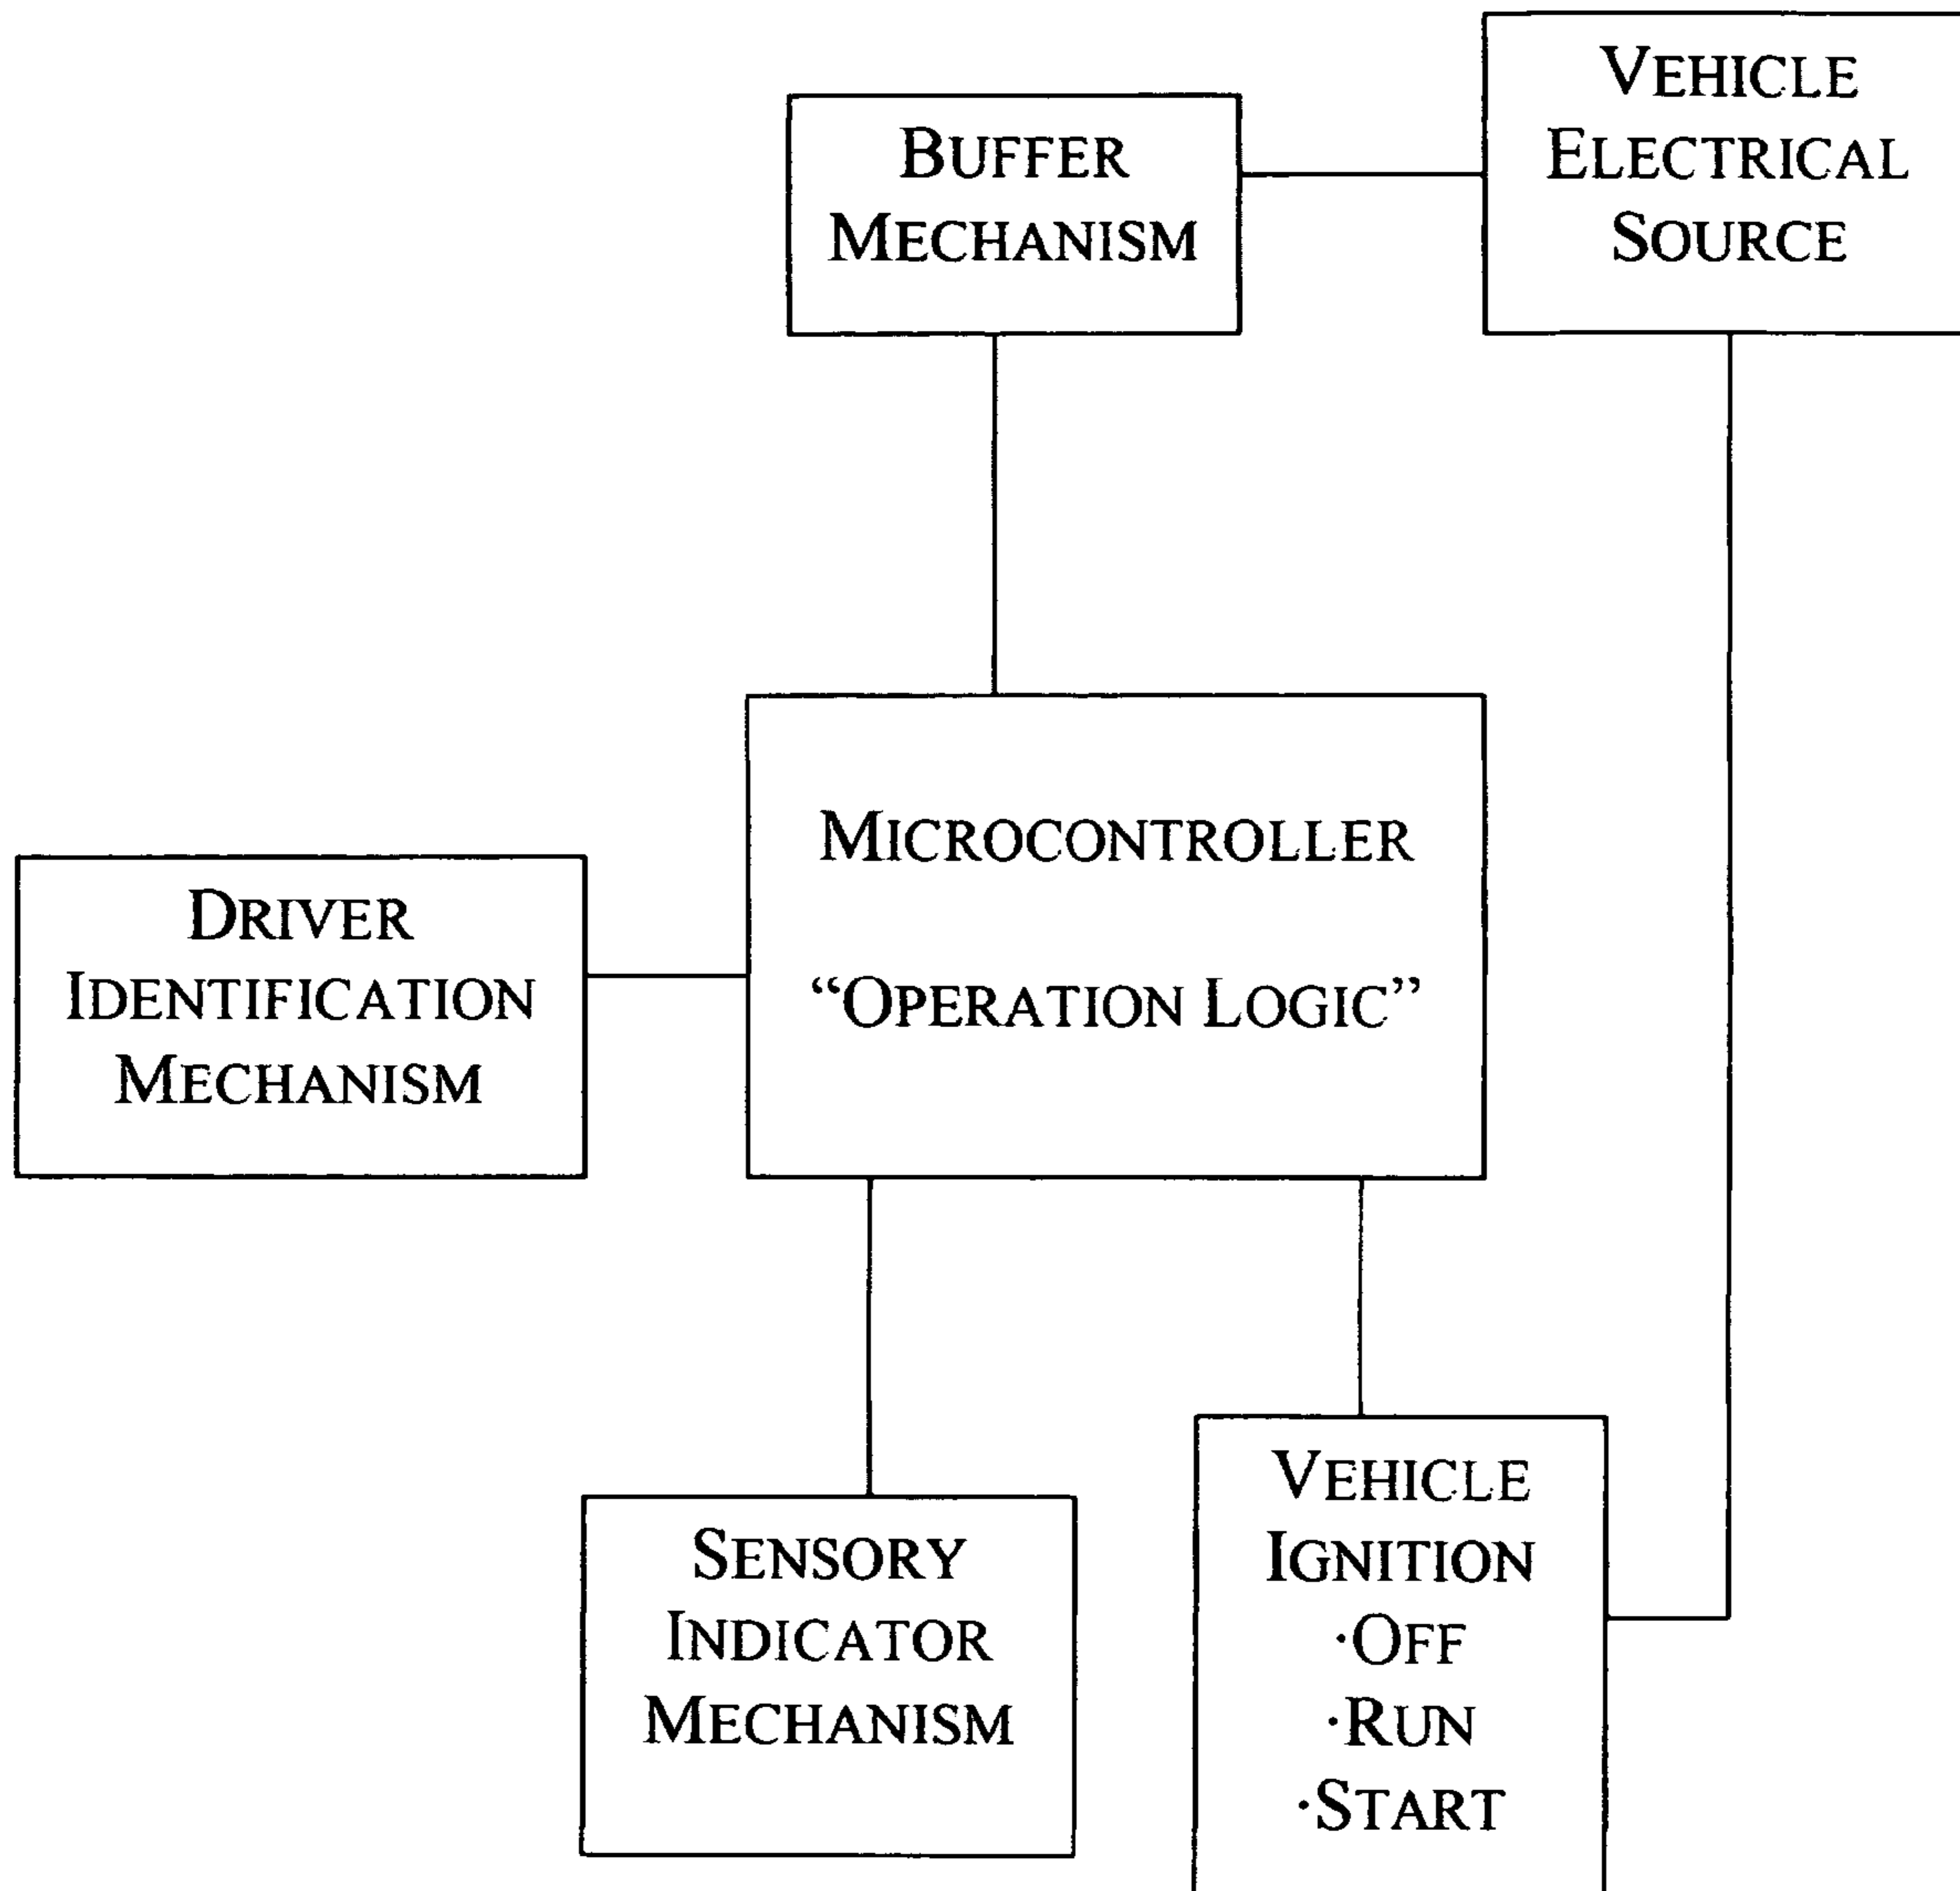 VEHICLE
ELECTRICAL
SOURCE
BUFFER
MECHANISM
MICROCONTROLLER
“OPERATION LOGIC”
DRIVER
IDENTIFICATION
MECHANISM
SENSORY
INDICATOR
MECHANISM
VEHICLE
IGNITION
·OFF
·RUN
·START